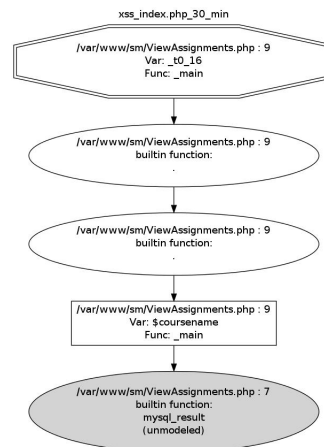 xss_index.php_30_min
/var/www/sm/ViewAssignments.php : 9
Var: _t0_16
Func: _main
/var/www/sm/ViewAssignments.php : 9
builtin function:
.
/var/www/sm/ViewAssignments.php : 9
builtin function:
.
/var/www/sm/ViewAssignments.php : 9
Var: $coursename
Func: _main
/var/www/sm/ViewAssignments.php : 7
builtin function:
mysql_result
(unmodeled)